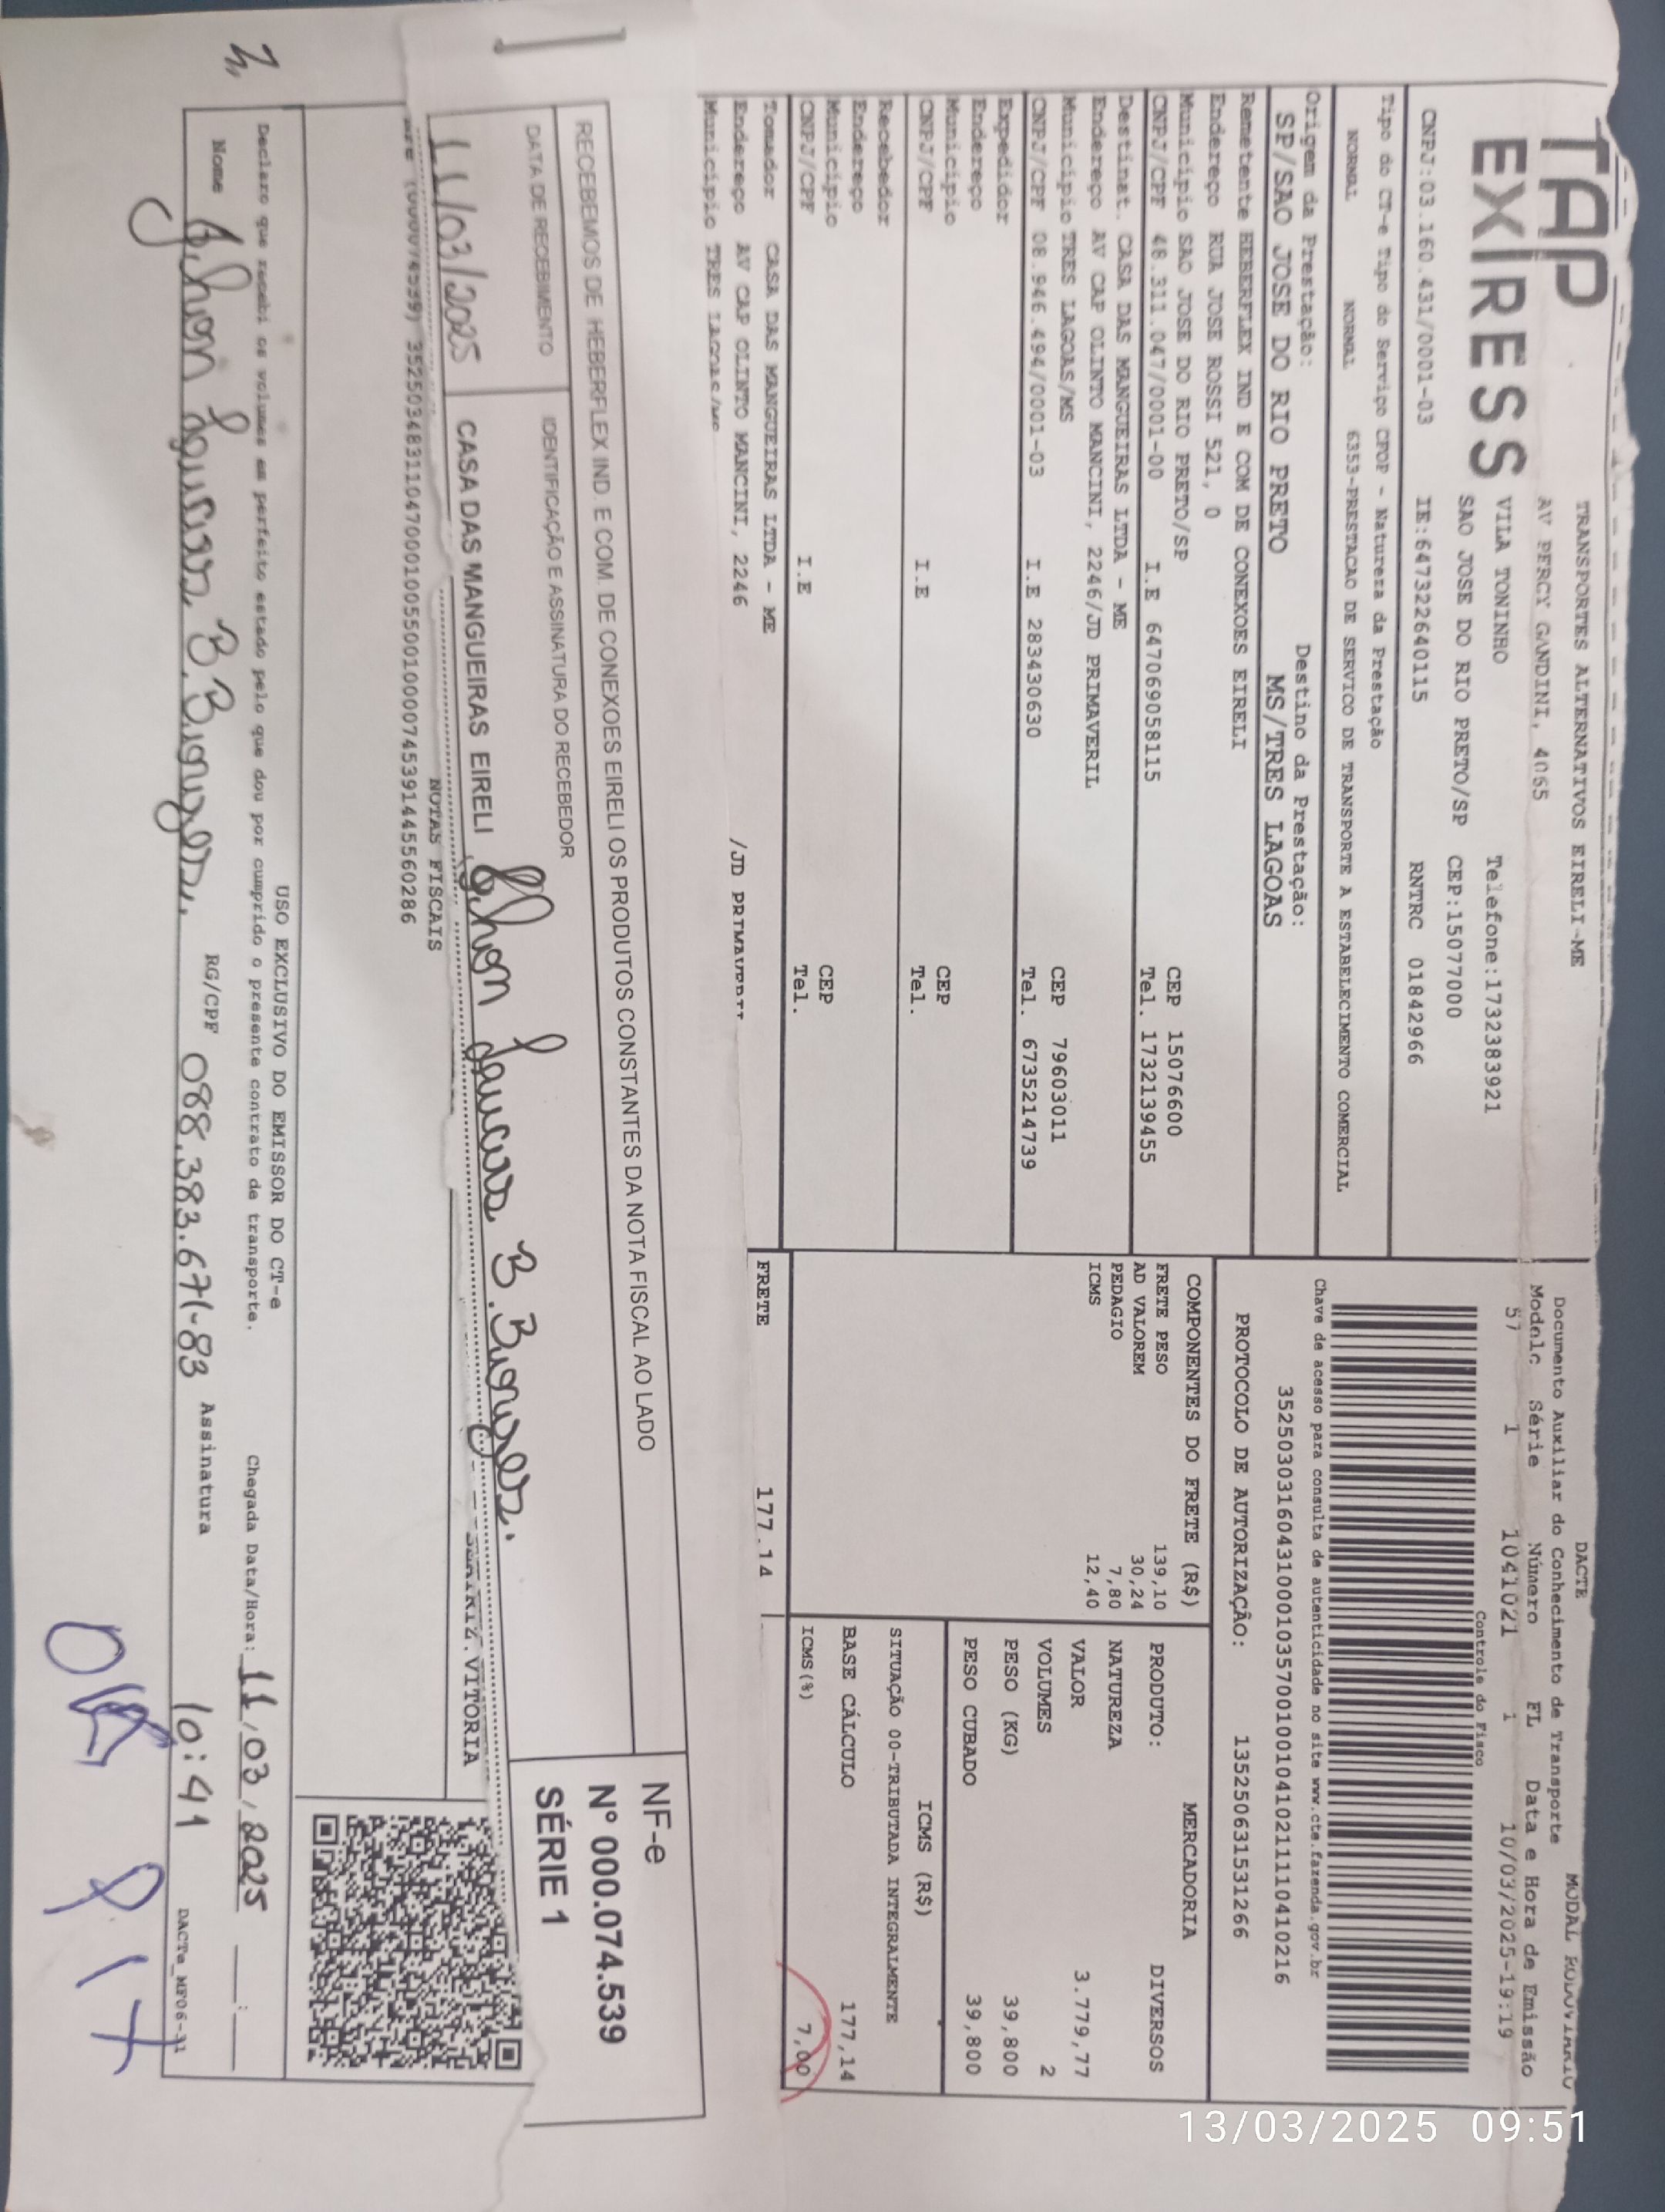 TAP
EXPRESS
TRANSPORTES ALTERNATIVOS EIRELI-ME
AV PERCY GANDINI, 4065
VILA TONINHO Telefone:1732383921
SAO JOSE DO RIO PRETO/SP CEP:15077000
CNPJ:03.160.431/0001-03 IE:647322640115 RNTRC 01842966
DACTE
Documento Auxiliar do Conhecimento de Transporte
MODAL RODOVIARIO
Modelo Série Número FL Data e Hora de Emissão
57 1 1041021 1 10/03/2025-19:19
Controle do Fisco
Tipo do CT-e Tipo do Serviço CFOP - Natureza da Prestação
NORMAL NORMAL 6353-PRESTACAO DE SERVICO DE TRANSPORTE A ESTABELECIMENTO COMERCIAL
Chave de acesso para consulta de autenticidade no site www.cte.fazenda.gov.br
35250303160431000103570010010410211110410216
Origem da Prestação: Destino da Prestação:
SP/SAO JOSE DO RIO PRETO MS/TRES LAGOAS
PROTOCOLO DE AUTORIZAÇÃO: 135250631531266
Remetente HEBERFLEX IND E COM DE CONEXOES EIRELI
Endereço RUA JOSE ROSSI 521, 0
Município SAO JOSE DO RIO PRETO/SP CEP 15076600
CNPJ/CPF 48.311.047/0001-00 I.E 647069058115 Tel. 1732139455
Destinat. CASA DAS MANGUEIRAS LTDA - ME
Endereço AV CAP OLINTO MANCINI, 2246/JD PRIMAVERIL
Município TRES LAGOAS/MS CEP 79603011
CNPJ/CPF 08.946.494/0001-03 I.E 283430630 Tel. 6735214739
Expedidor
Endereço
Município CEP
CNPJ/CPF I.E Tel.
Recebedor
Endereço
Município CEP
CNPJ/CPF I.E Tel.
Tomador CASA DAS MANGUEIRAS LTDA - ME
Endereço AV CAP OLINTO MANCINI, 2246 /JD PRIMAVERIL
Município TRES LAGOAS/MS
COMPONENTES DO FRETE (R$)
FRETE PESO 139,10
AD VALOREM 30,24
PEDAGIO 7,80
ICMS 12,40
FRETE 177.14
MERCADORIA
PRODUTO: DIVERSOS
NATUREZA
VALOR 3.779,77
VOLUMES 2
PESO (KG) 39,800
PESO CUBADO 39,800
ICMS (R$)
SITUAÇÃO 00-TRIBUTADA INTEGRALMENTE
BASE CÁLCULO 177,14
ICMS(%) 7,00
RECEBEMOS DE HEBERFLEX IND. E COM. DE CONEXOES EIRELI OS PRODUTOS CONSTANTES DA NOTA FISCAL AO LADO
DATA DE RECEBIMENTO IDENTIFICAÇÃO E ASSINATURA DO RECEBEDOR
11/03/2025 CASA DAS MANGUEIRAS EIRELI
NF-e
N° 000.074.539
SÉRIE 1
VITORIA
NOTAS FISCAIS
35250348311047000100550010000745391445560286
USO EXCLUSIVO DO EMISSOR DO CT-e
Declaro que recebi os volumes em perfeito estado pelo que dou por cumprido o presente contrato de transporte. Chegada Data/Hora: 11/03/2025 __:__
Nome RG/CPF 088.383.671-83 Assinatura 10:41
DACTe_MF06-31
OK
P. 17
13/03/2025 09:51